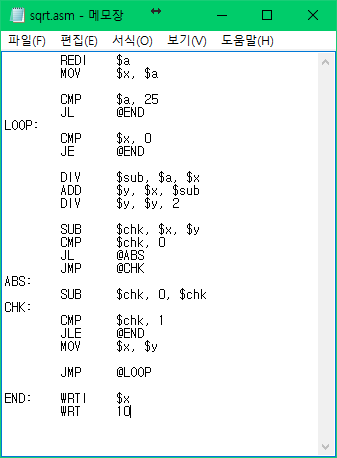 sqrt.asm - 메모장
파일(F) 편집(E) 서식(O) 보기(V) 도움말(H)
REDI $a
MOV $x, $a
CMP $a, 25
JL @END
LOOP:
CMP $x, 0
JE @END
DIV $sub, $a, $x
ADD $y, $x, $sub
DIV $y, $y, 2
SUB $chk, $x, $y
CMP $chk, 0
JL @ABS
JMP @CHK
ABS:
SUB $chk, 0, $chk
CHK:
CMP $chk, 1
JLE @END
MOV $x, $y
JMP @LOOP
END: WRTI $x
WRT 10